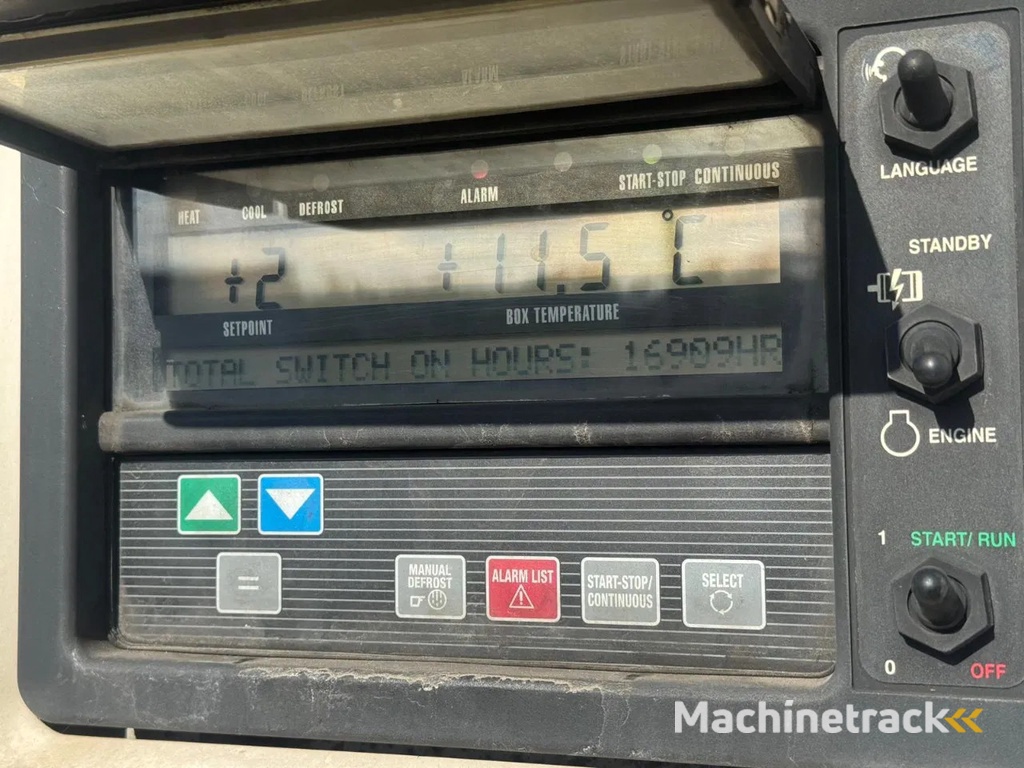 LANGUAGE
ALARM
START-STOP CONTINUOUS
HEAT COOL DEFROST
STANDBY
+2 +11.5 °C
SETPOINT BOX TEMPERATURE
TOTAL SWITCH ON HOURS: 16909HR
ENGINE
1 START/ RUN
MANUAL
DEFROST
ALARM LIST
START-STOP/
CONTINUOUS
SELECT
=
0 OFF
Machinetrack